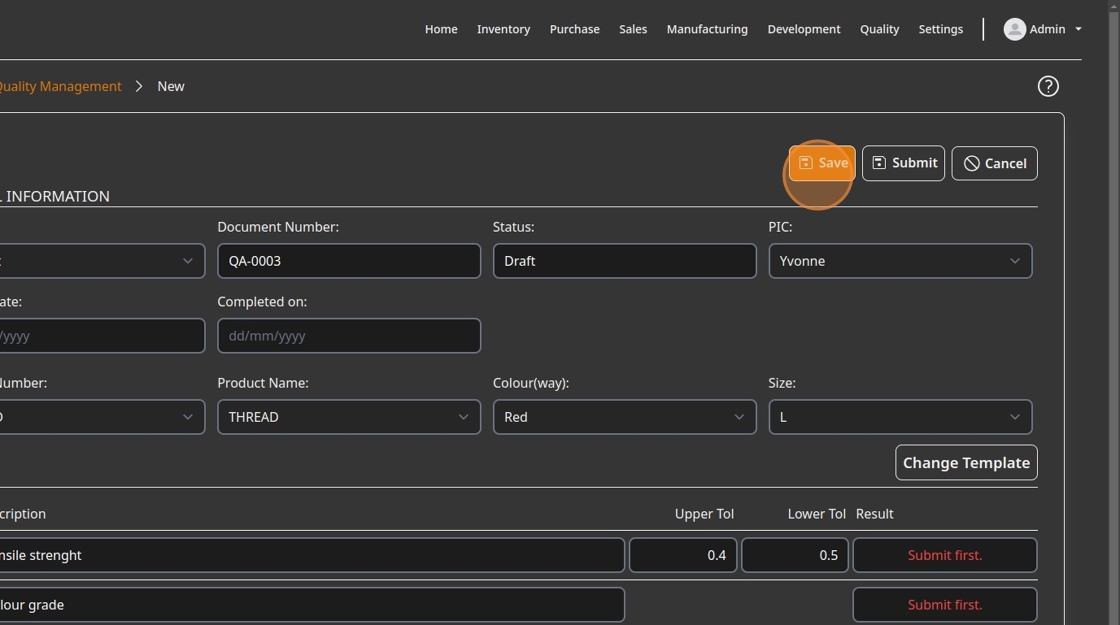 Home Inventory Purchase Sales Manufacturing Development Quality Settings Admin
Quality Management > New
?
Save Submit Cancel
INFORMATION
Document Number: Status: PIC:
QA-0003 Draft Yvonne
ate: Completed on:
/yyyy dd/mm/yyyy
Number: Product Name: Colour(way): Size:
THREAD Red L
Change Template
cription Upper Tol Lower Tol Result
nsile strenght 0.4 0.5 Submit first.
lour grade Submit first.